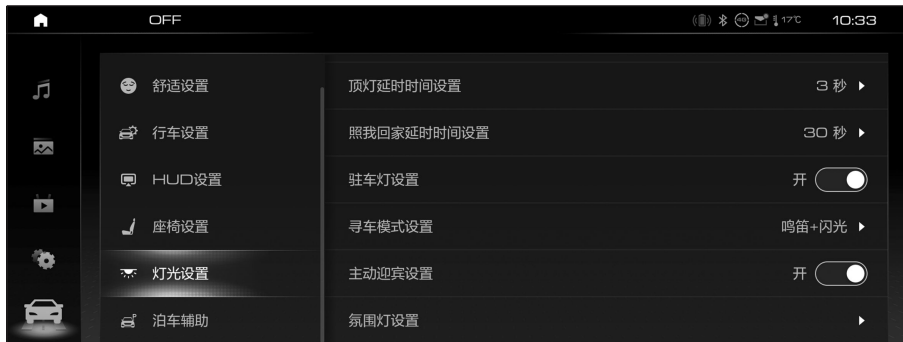 OFF
4G 17℃ 10:33
舒适设置
行车设置
HUD设置
座椅设置
灯光设置
泊车辅助
顶灯延时时间设置 3 秒
照我回家延时时间设置 30 秒
驻车灯设置 开
寻车模式设置 鸣笛+闪光
主动迎宾设置 开
氛围灯设置